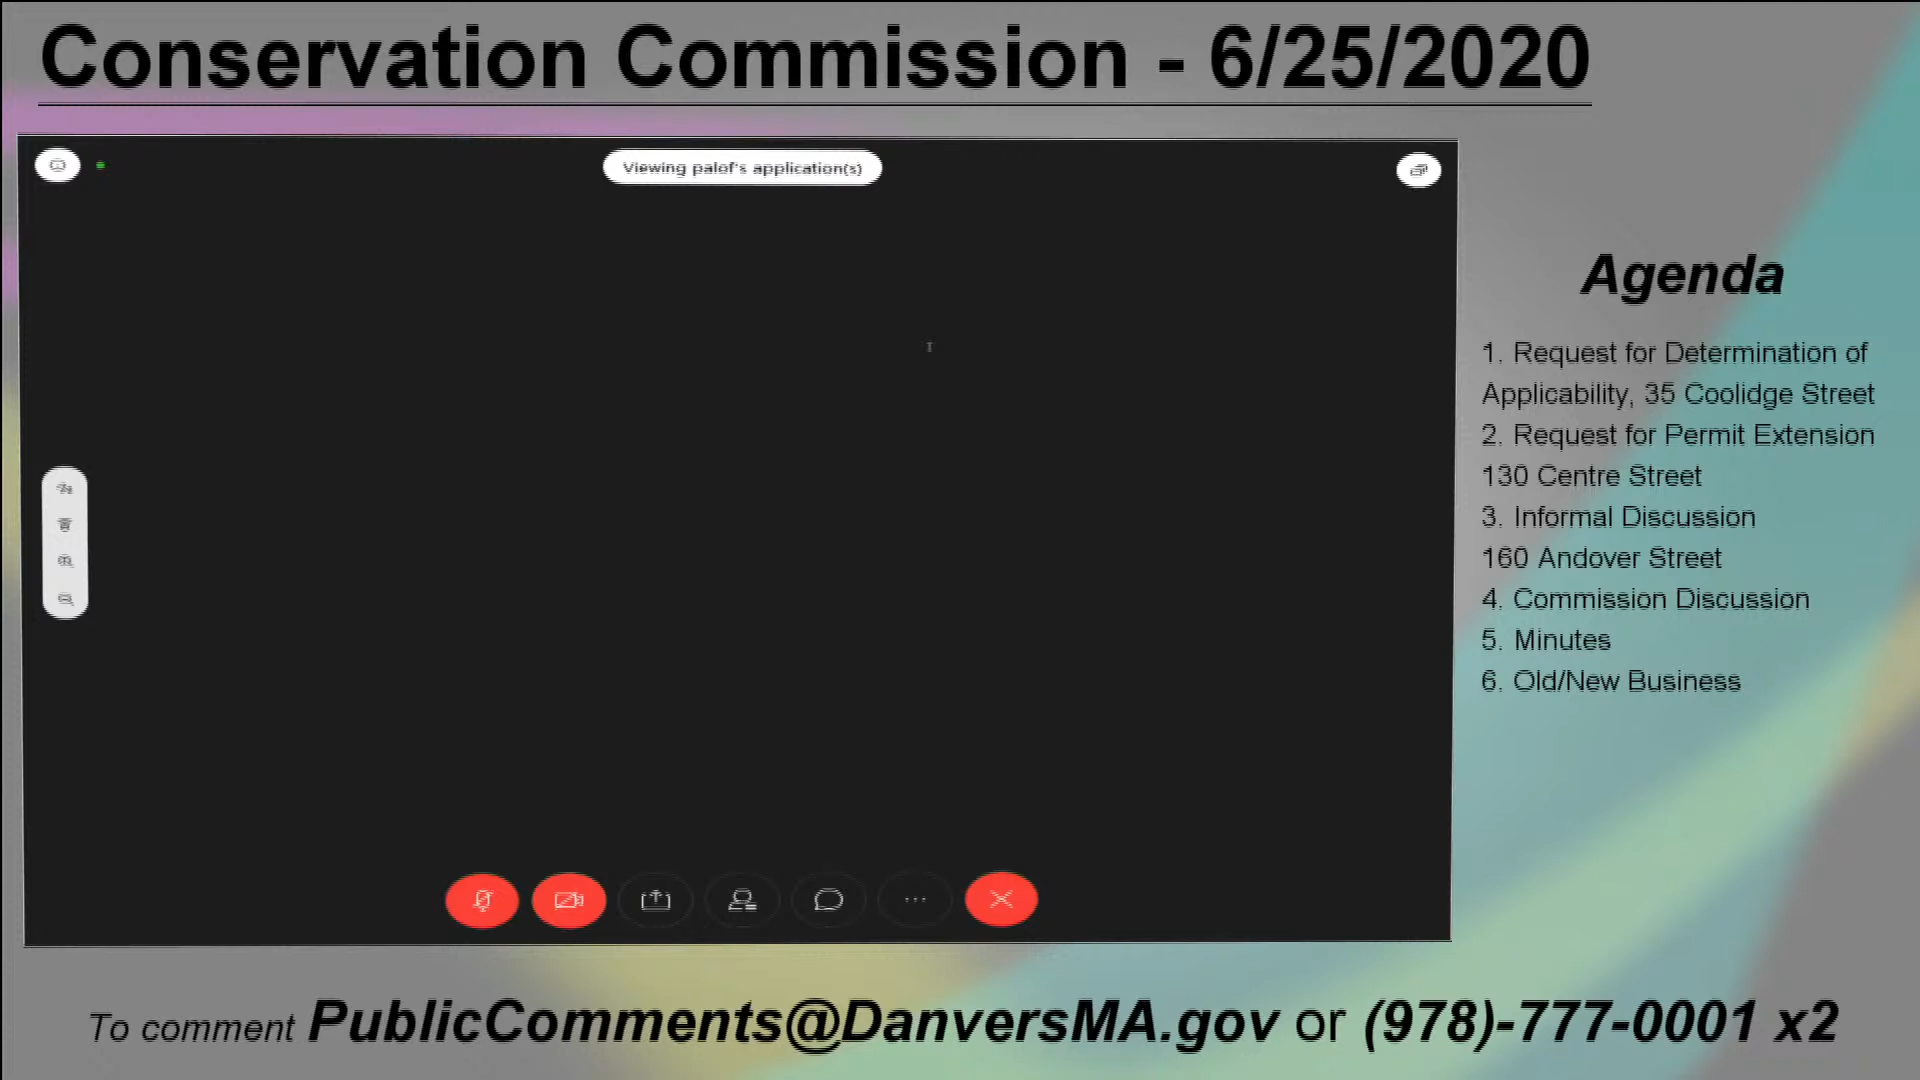 Conservation Commission - 6/25/2020
Viewing palof's application(s)
Agenda
1. Request for Determination of
Applicability, 35 Coolidge Street
2. Request for Permit Extension
130 Centre Street
3. Informal Discussion
160 Andover Street
4. Commission Discussion
5. Minutes
6. Old/New Business
To comment PublicComments@DanversMA.gov or (978)-777-0001 x2